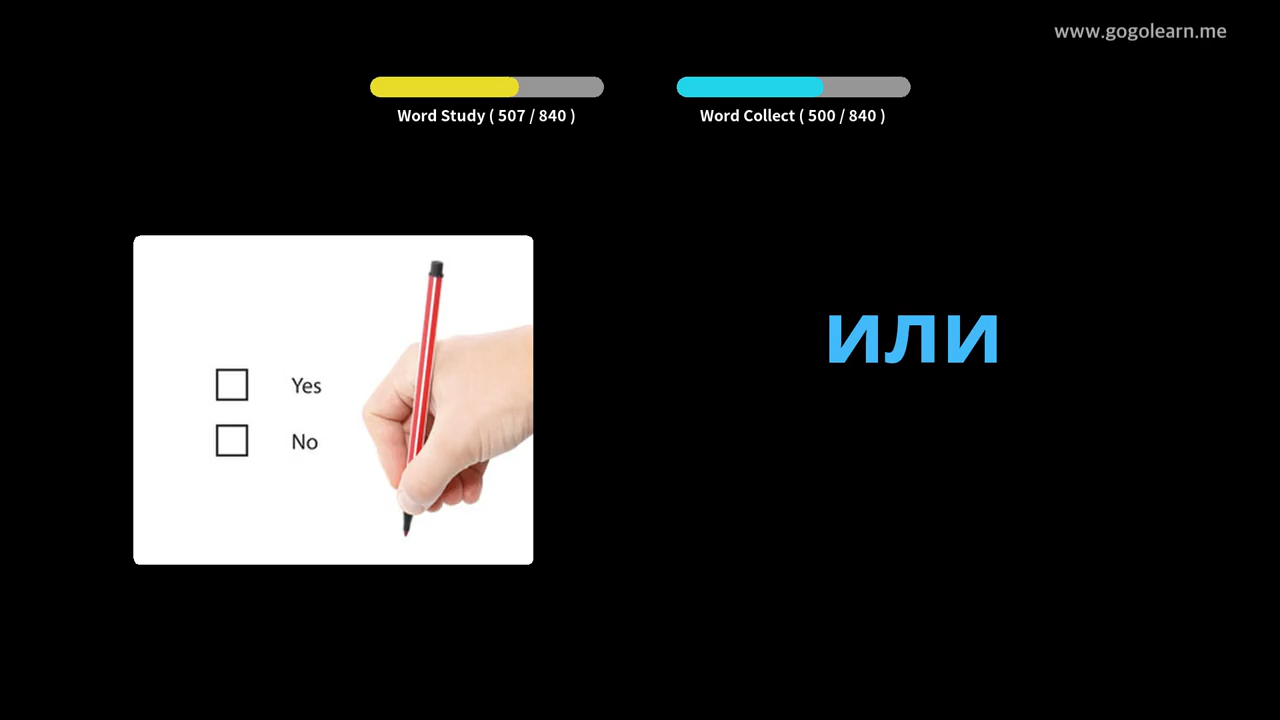 www.gogolearn.me
Word Study ( 507 / 840 )
Word Collect ( 500 / 840 )
Yes
No
или